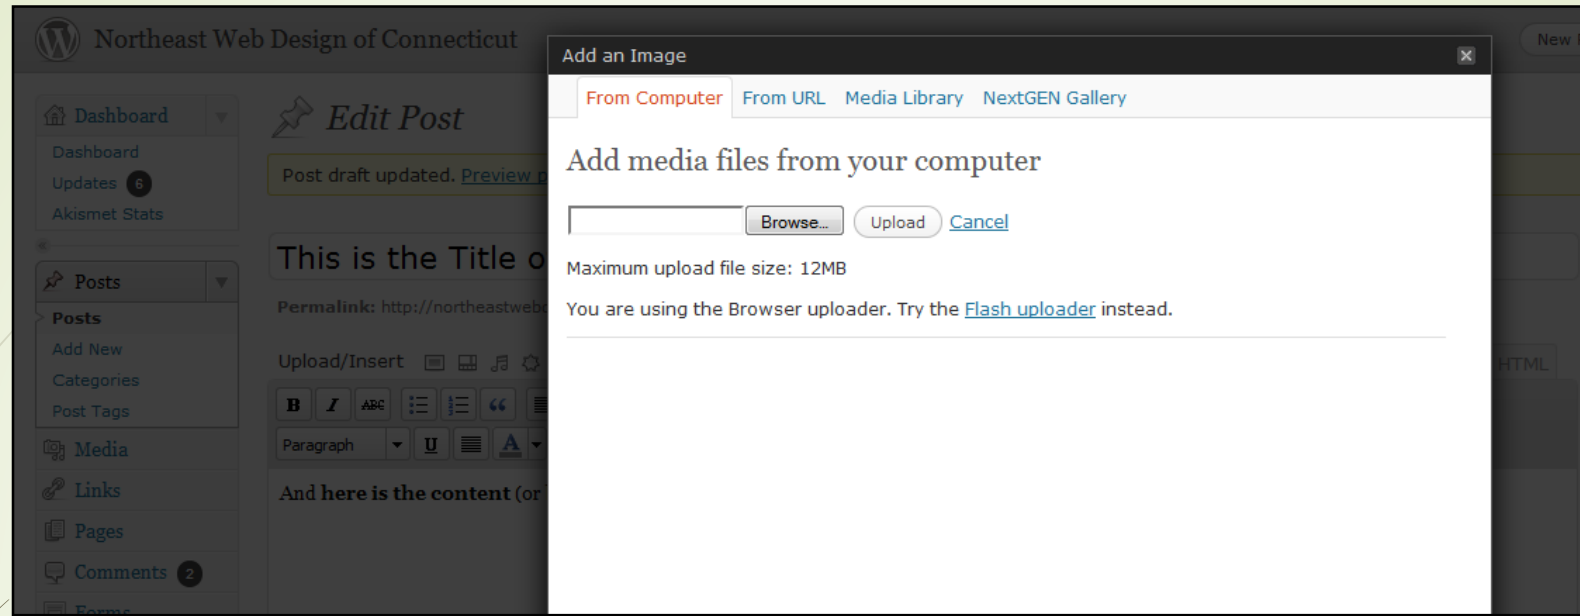 Northeast Web Design of Connecticut
New
Dashboard
Dashboard
Updates 6
Akismet Stats
Posts
Posts
Add New
Categories
Post Tags
Media
Links
Pages
Comments 2
Forms
Edit Post
Post draft updated. Preview p
This is the Title o
Permalink: http://northeastweb
Upload/Insert
HTML
B I ABC
Paragraph U A
And here is the content (or
Add an Image
From Computer From URL Media Library NextGEN Gallery
Add media files from your computer
Browse... Upload Cancel
Maximum upload file size: 12MB
You are using the Browser uploader. Try the Flash uploader instead.